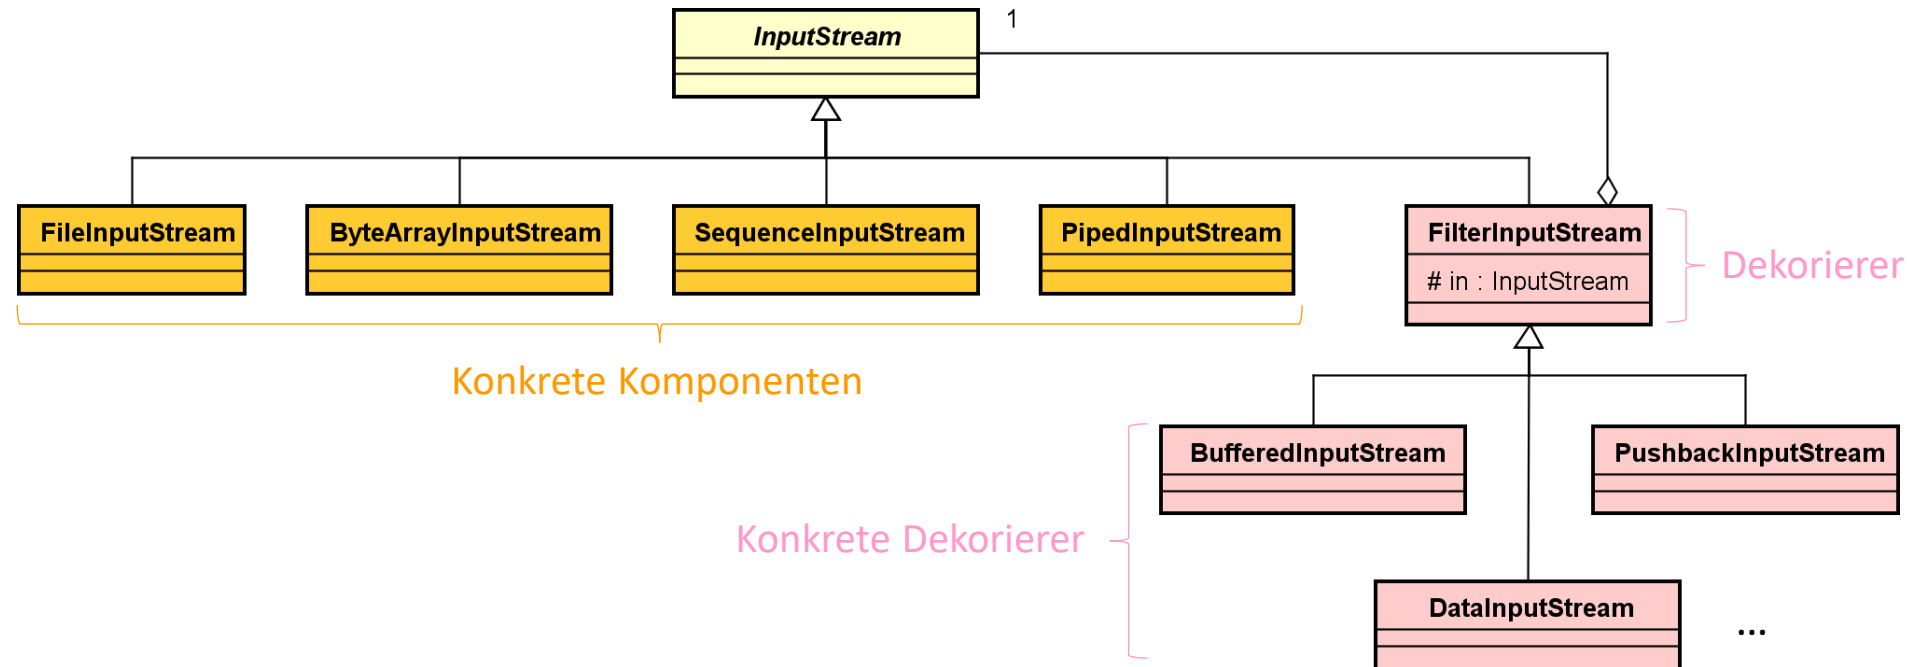 InputStream
1
FileInputStream
ByteArrayInputStream
SequenceInputStream
PipedInputStream
FilterInputStream
# in : InputStream
Dekorierer
Konkrete Komponenten
BufferedInputStream
PushbackInputStream
Konkrete Dekorierer
DataInputStream
...